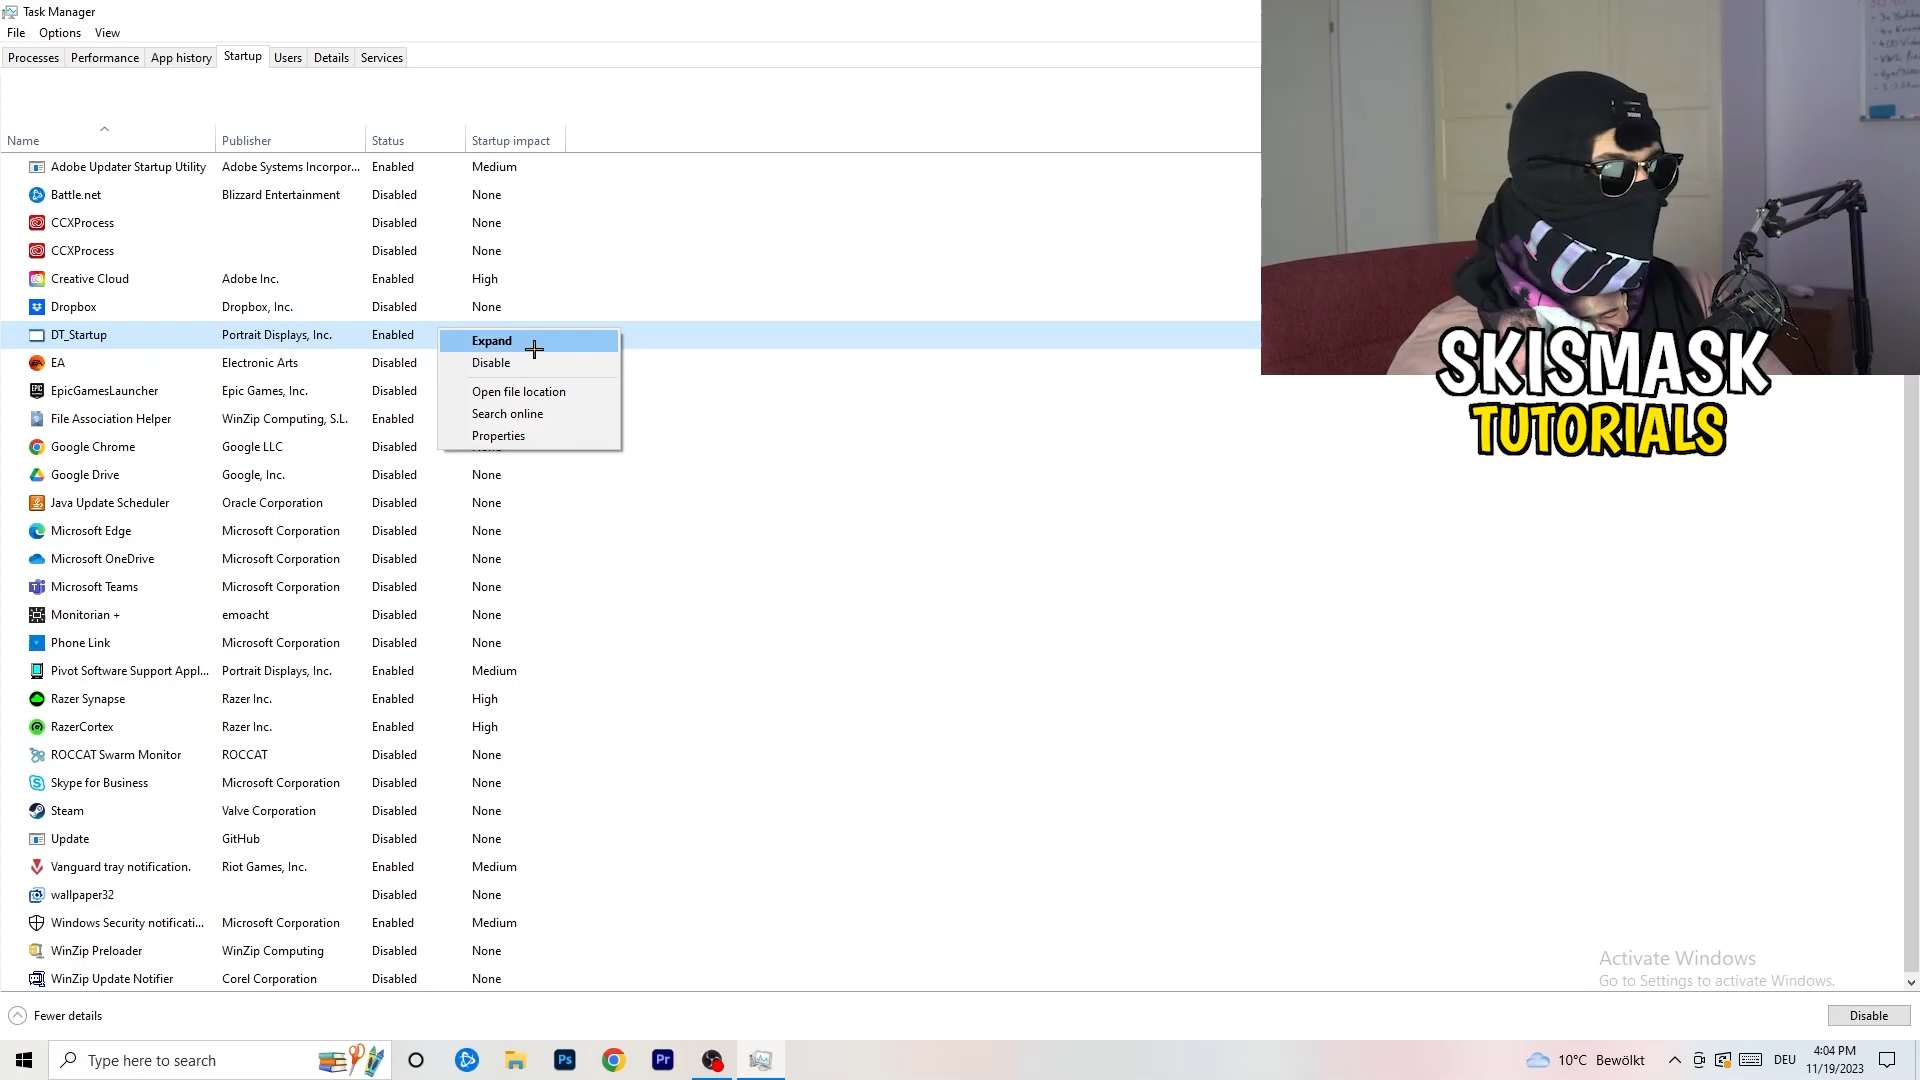 Task Manager
File Options View
Processes Performance App history Startup Users Details Services
Name Publisher Status Startup impact
Adobe Updater Startup Utility Adobe Systems Incorpor... Enabled Medium
Battle.net Blizzard Entertainment Disabled None
CCXProcess Disabled None
CCXProcess Disabled None
Creative Cloud Adobe Inc. Enabled High
Dropbox Dropbox, Inc. Disabled None
DT_Startup Portrait Displays, Inc. Enabled
Expand
EA Electronic Arts Disabled
Disable
EpicGamesLauncher Epic Games, Inc. Disabled
Open file location
File Association Helper WinZip Computing, S.L. Enabled
Search online
Properties
Google Chrome Google LLC Disabled
Google Drive Google, Inc. Disabled None
Java Update Scheduler Oracle Corporation Disabled None
Microsoft Edge Microsoft Corporation Disabled None
Microsoft OneDrive Microsoft Corporation Disabled None
Microsoft Teams Microsoft Corporation Disabled None
Monitorian + emoacht Disabled None
Phone Link Microsoft Corporation Disabled None
Pivot Software Support Appl... Portrait Displays, Inc. Enabled Medium
Razer Synapse Razer Inc. Enabled High
RazerCortex Razer Inc. Enabled High
ROCCAT Swarm Monitor ROCCAT Disabled None
Skype for Business Microsoft Corporation Disabled None
Steam Valve Corporation Disabled None
Update GitHub Disabled None
Vanguard tray notification. Riot Games, Inc. Enabled Medium
wallpaper32 Disabled None
Windows Security notificati... Microsoft Corporation Enabled Medium
WinZip Preloader WinZip Computing Disabled None
WinZip Update Notifier Corel Corporation Disabled None
SKISMASK
TUTORIALS
Activate Windows
Go to Settings to activate Windows.
Fewer details
Disable
Type here to search
Ps
Pr
10°C Bewölkt
DEU
4:04 PM
11/19/2023